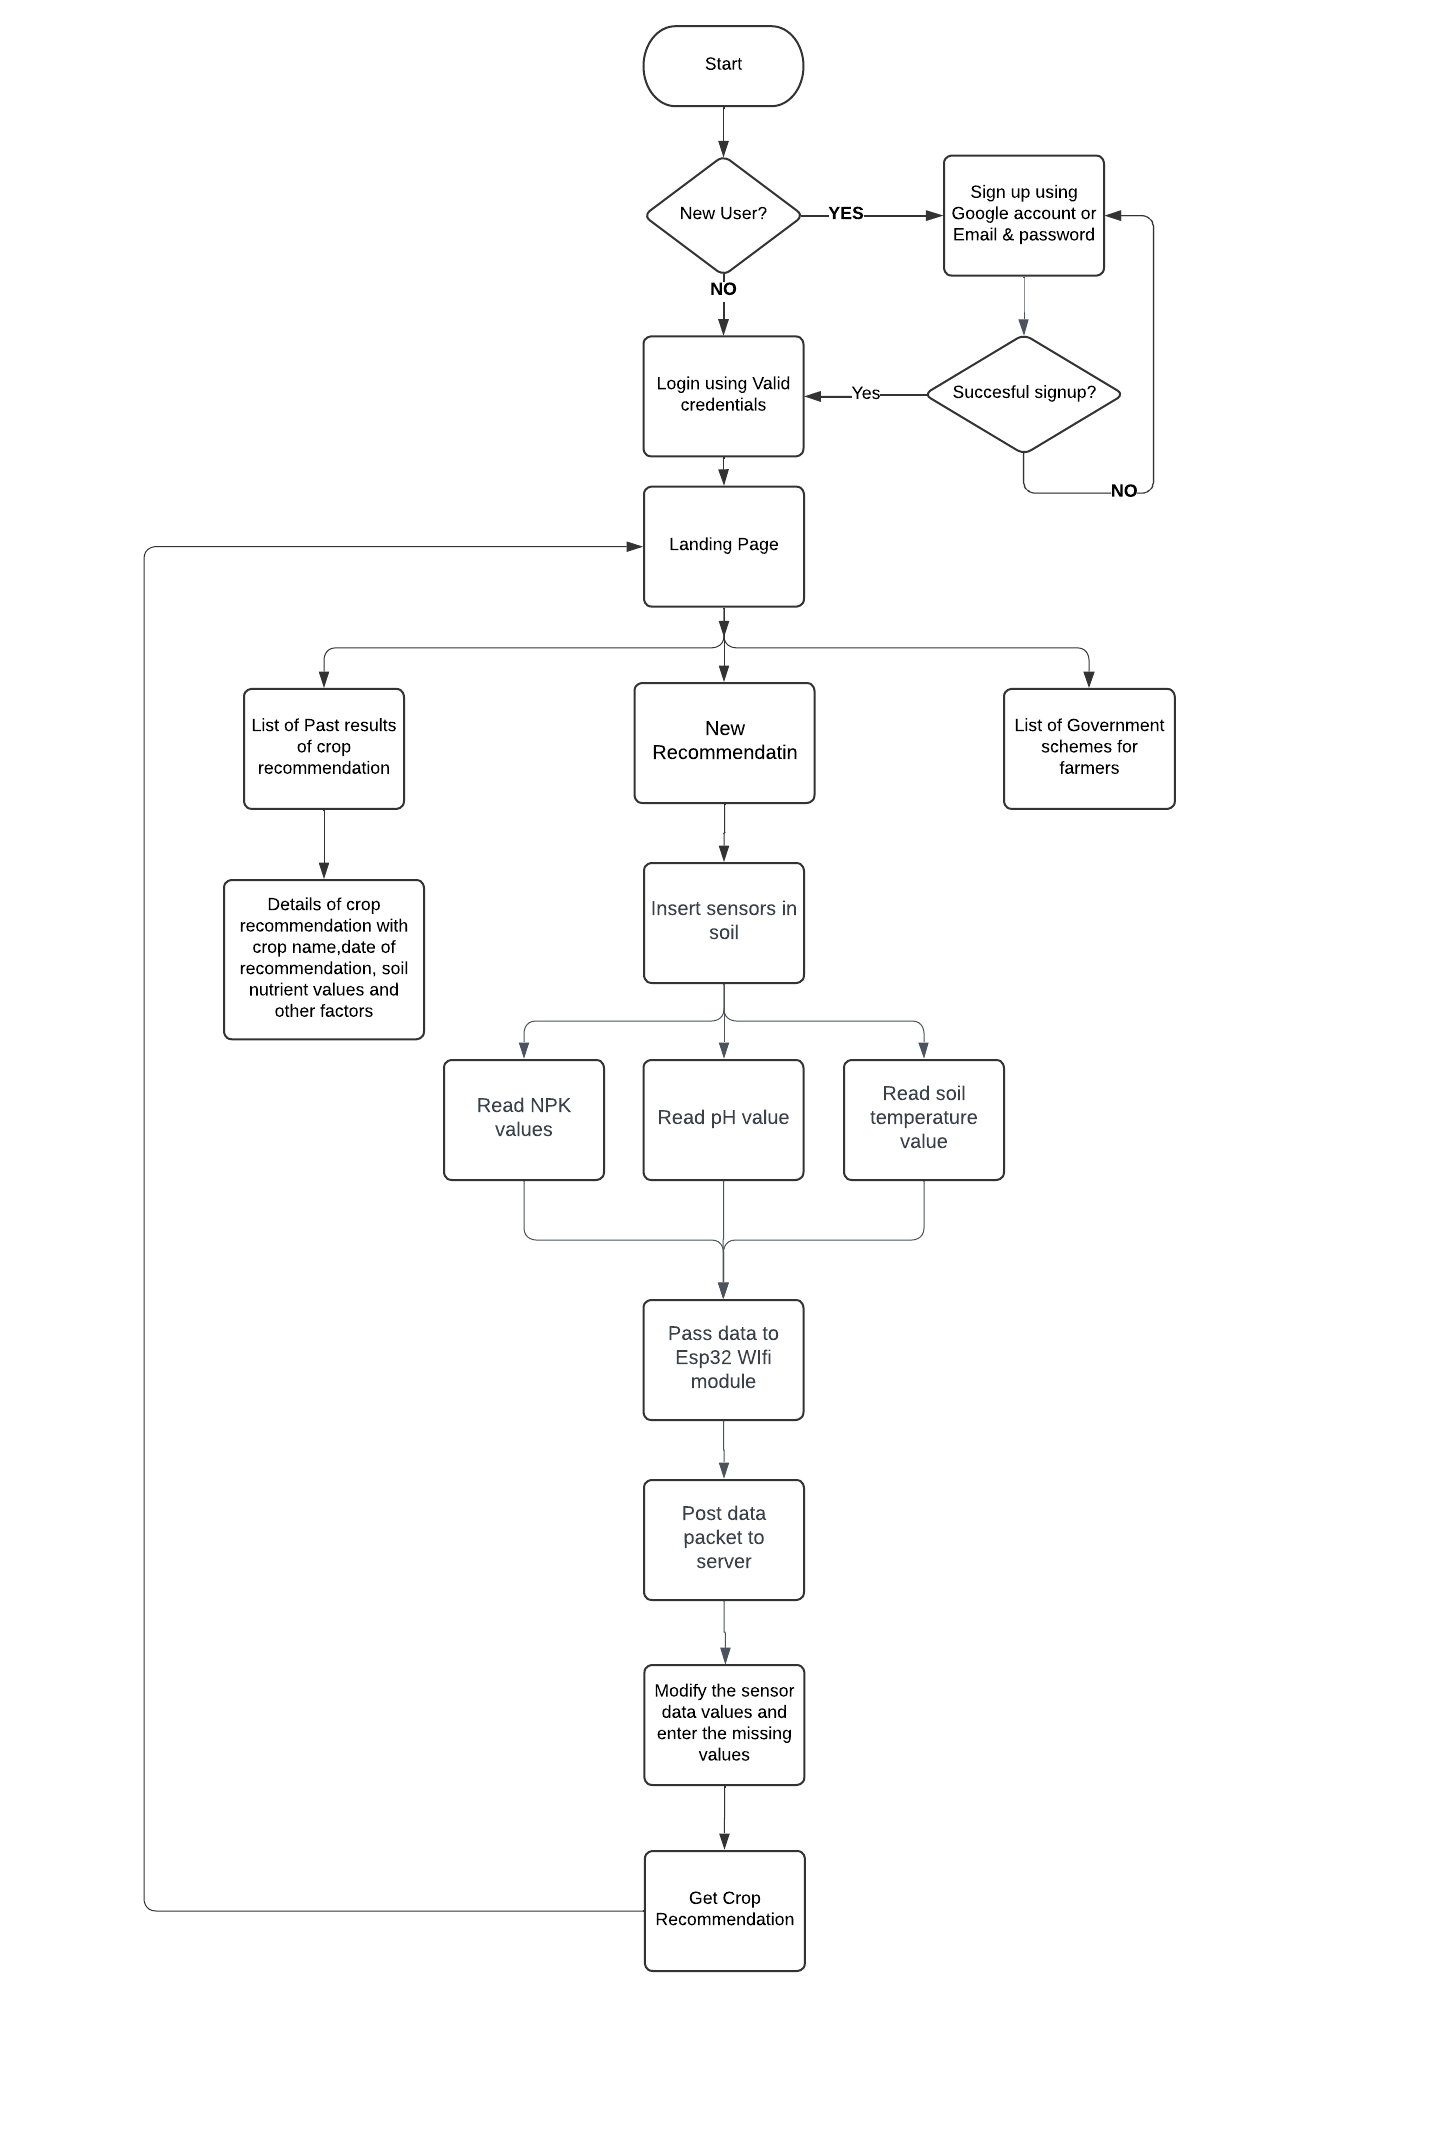 Start
New User?
YES
Sign up using
Google account or
Email & password
NO
Login using Valid
credentials
Yes
Succesful signup?
NO
Landing Page
List of Past results
of crop
recommendation
New
Recommendatin
List of Government
schemes for
farmers
Details of crop
recommendation with
crop name,date of
recommendation, soil
nutrient values and
other factors
Insert sensors in
soil
Read NPK
values
Read pH value
Read soil
temperature
value
Pass data to
Esp32 WIfi
module
Post data
packet to
server
Modify the sensor
data values and
enter the missing
values
Get Crop
Recommendation